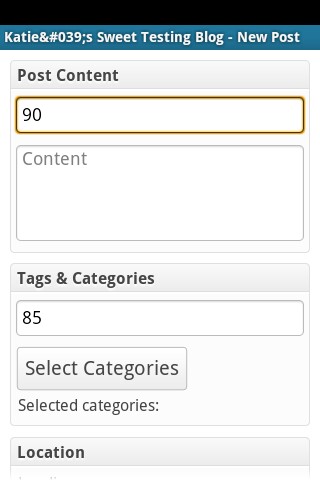 Katie&#039;s Sweet Testing Blog - New Post
Post Content
90
Content
Tags & Categories
85
Select Categories
Selected categories:
Location